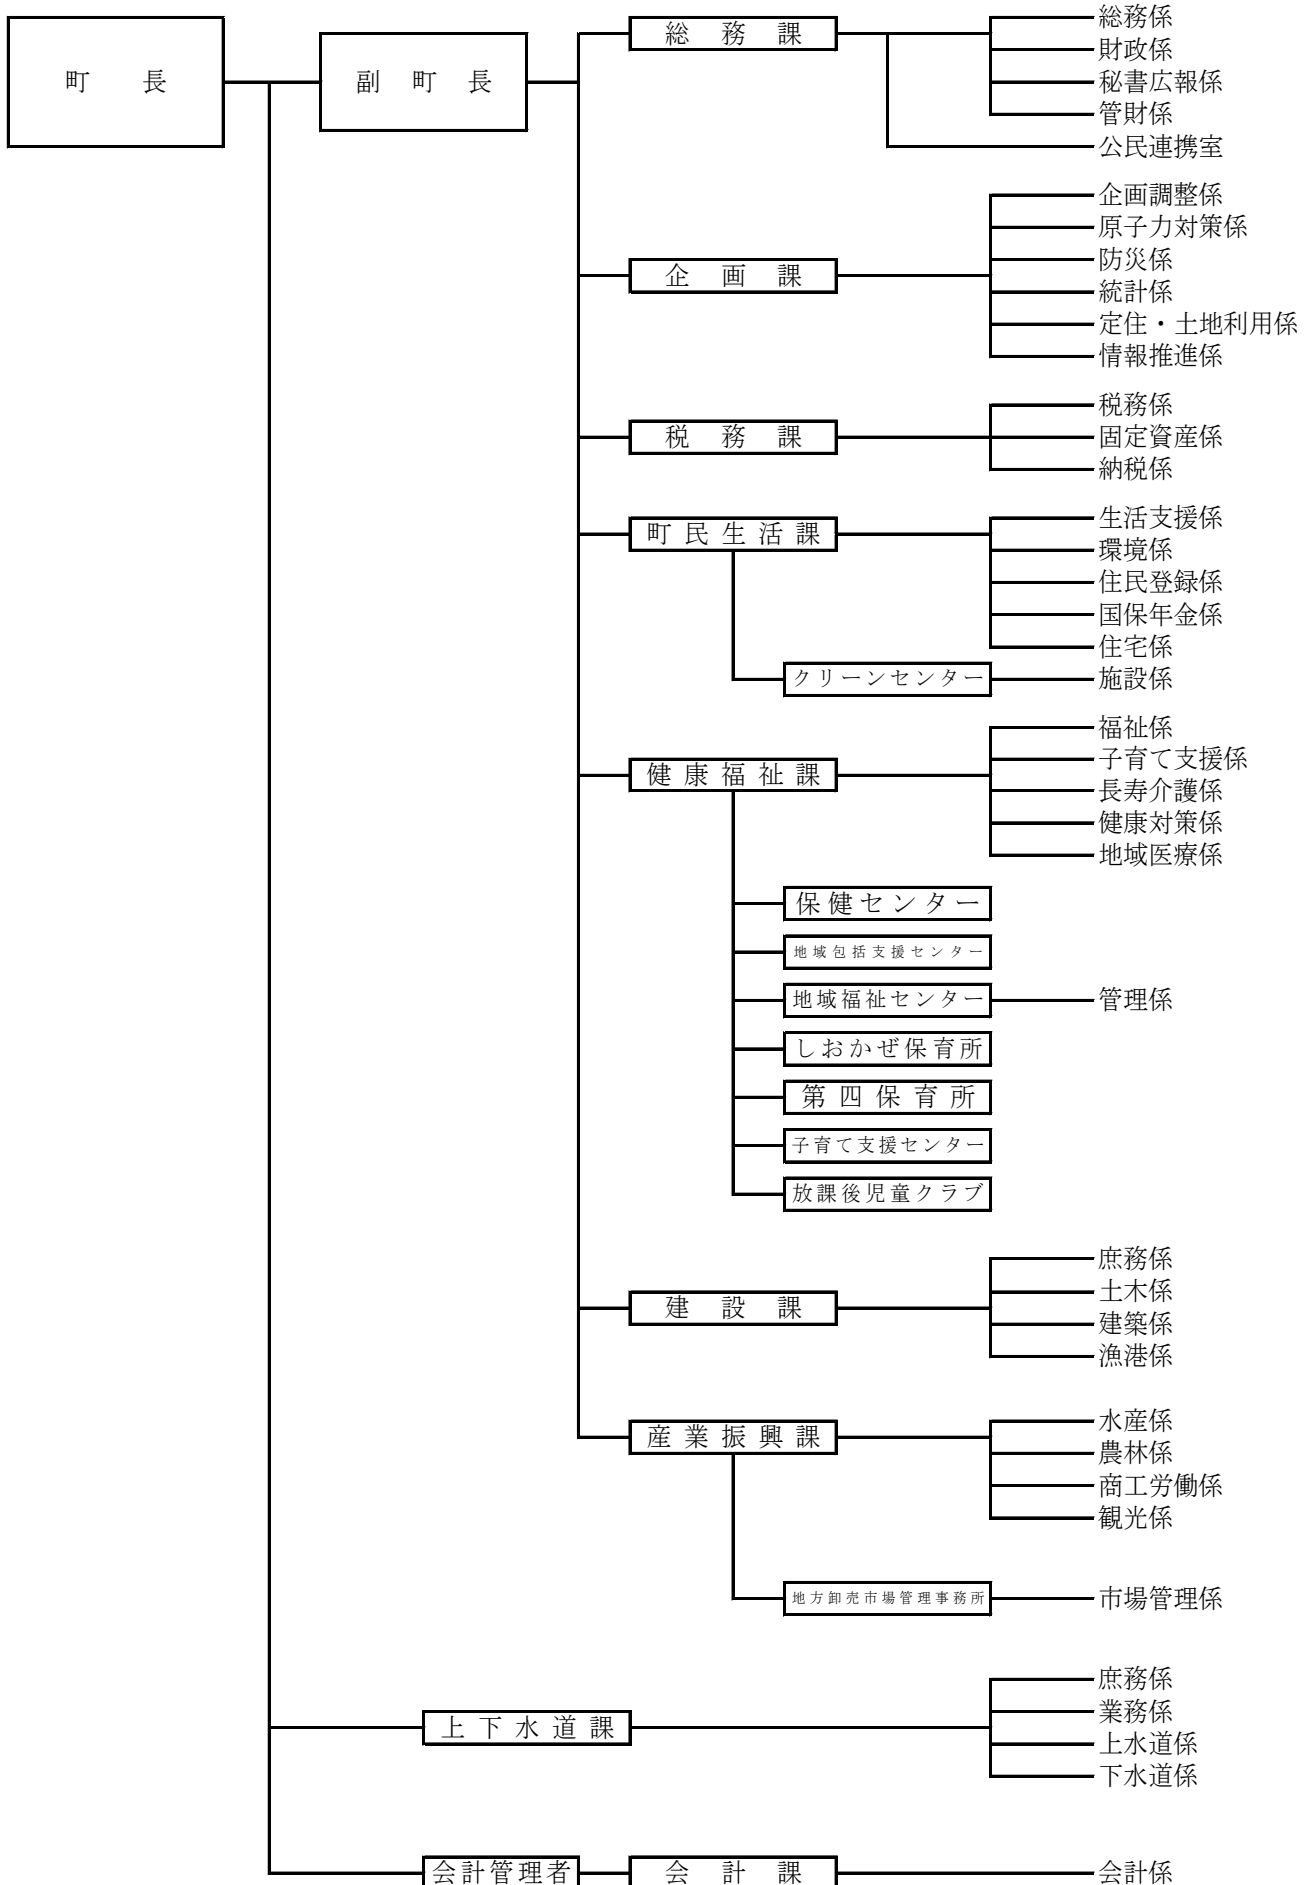 町長
副町長
総務課
総務係
財政係
秘書広報係
管財係
公民連携室
企画課
企画調整係
原子力対策係
防災係
統計係
定住・土地利用係
情報推進係
税務課
税務係
固定資産係
納税係
町民生活課
生活支援係
環境係
住民登録係
国保年金係
住宅係
クリーンセンター
施設係
健康福祉課
福祉係
子育て支援係
長寿介護係
健康対策係
地域医療係
保健センター
地域包括支援センター
地域福祉センター
管理係
しおかぜ保育所
第四保育所
子育て支援センター
放課後児童クラブ
建設課
庶務係
土木係
建築係
漁港係
産業振興課
水産係
農林係
商工労働係
観光係
地方卸売市場管理事務所
市場管理係
上下水道課
庶務係
業務係
上水道係
下水道係
会計管理者
会計課
会計係